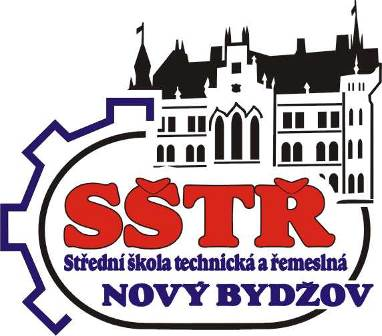 SŠTŘ
Střední škola technická a řemeslná
NOVÝ BYDŽOV